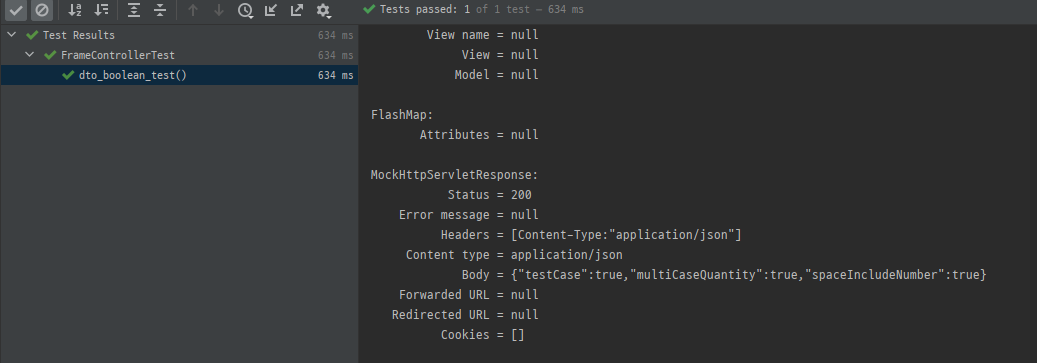 Tests passed: 1 of 1 test – 634 ms
Test Results 634 ms
FrameControllerTest 634 ms
dto_boolean_test() 634 ms
View name = null
View = null
Model = null
FlashMap:
Attributes = null
MockHttpServletResponse:
Status = 200
Error message = null
Headers = [Content-Type:"application/json"]
Content type = application/json
Body = {"testCase":true,"multiCaseQuantity":true,"spaceIncludeNumber":true}
Forwarded URL = null
Redirected URL = null
Cookies = []